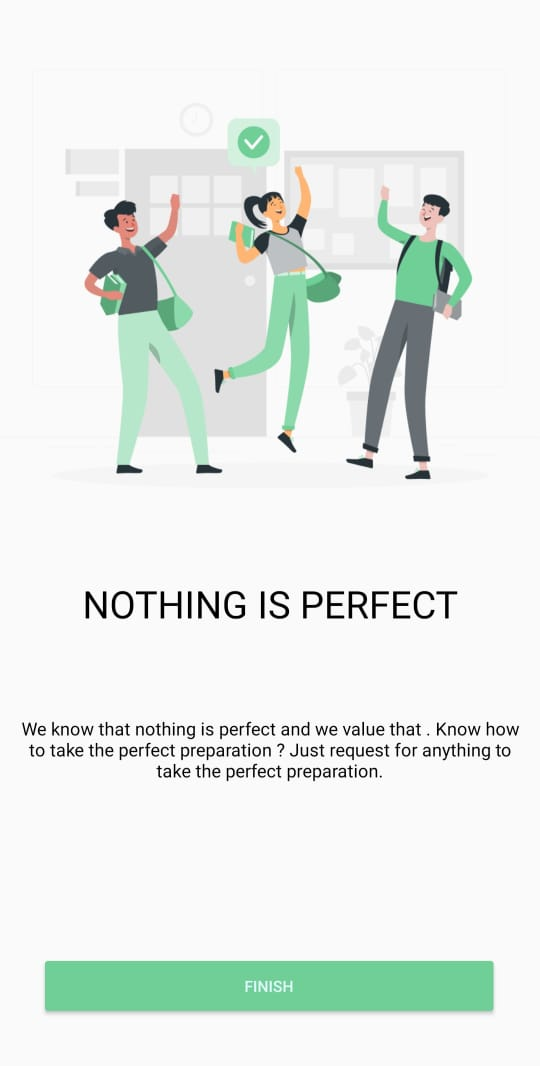 NOTHING IS PERFECT
We know that nothing is perfect and we value that . Know how
to take the perfect preparation ? Just request for anything to
take the perfect preparation.
FINISH